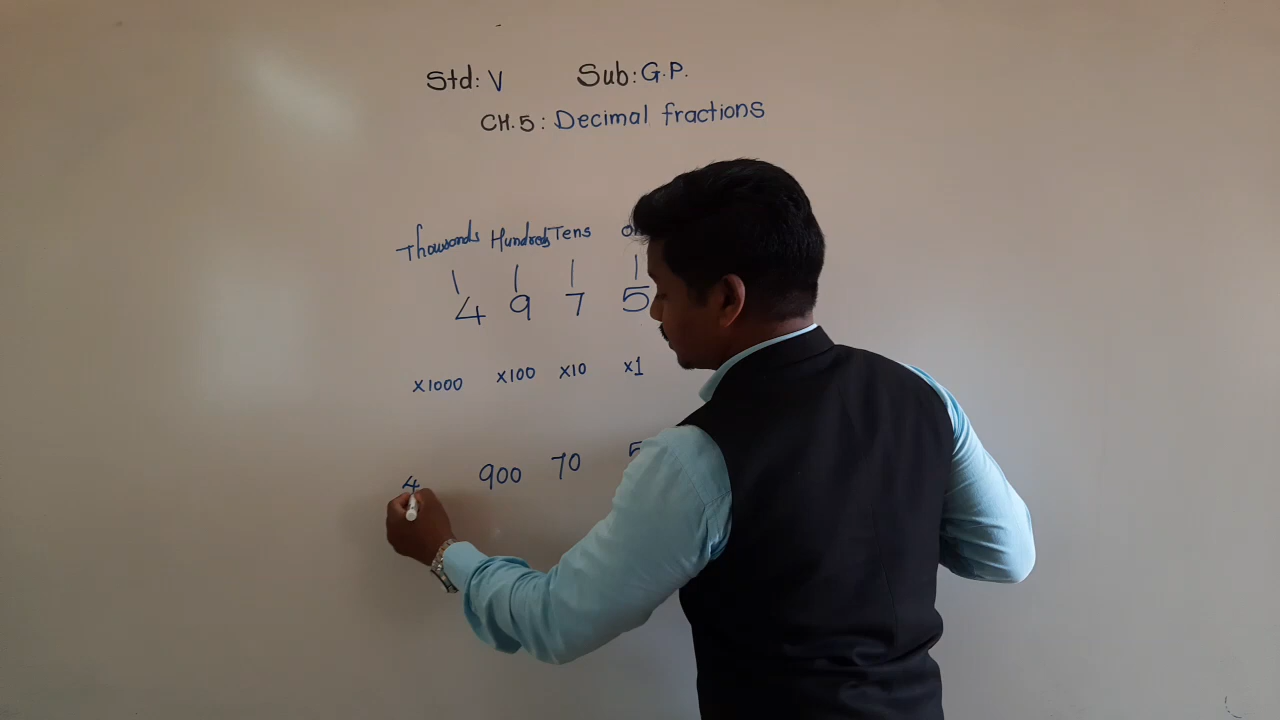 Std: V Sub: G.P.
CH.5: Decimal fractions
Thousands Hundreds Tens
4 9 7 5
x1000 x100 x10 x1
4 900 70 5